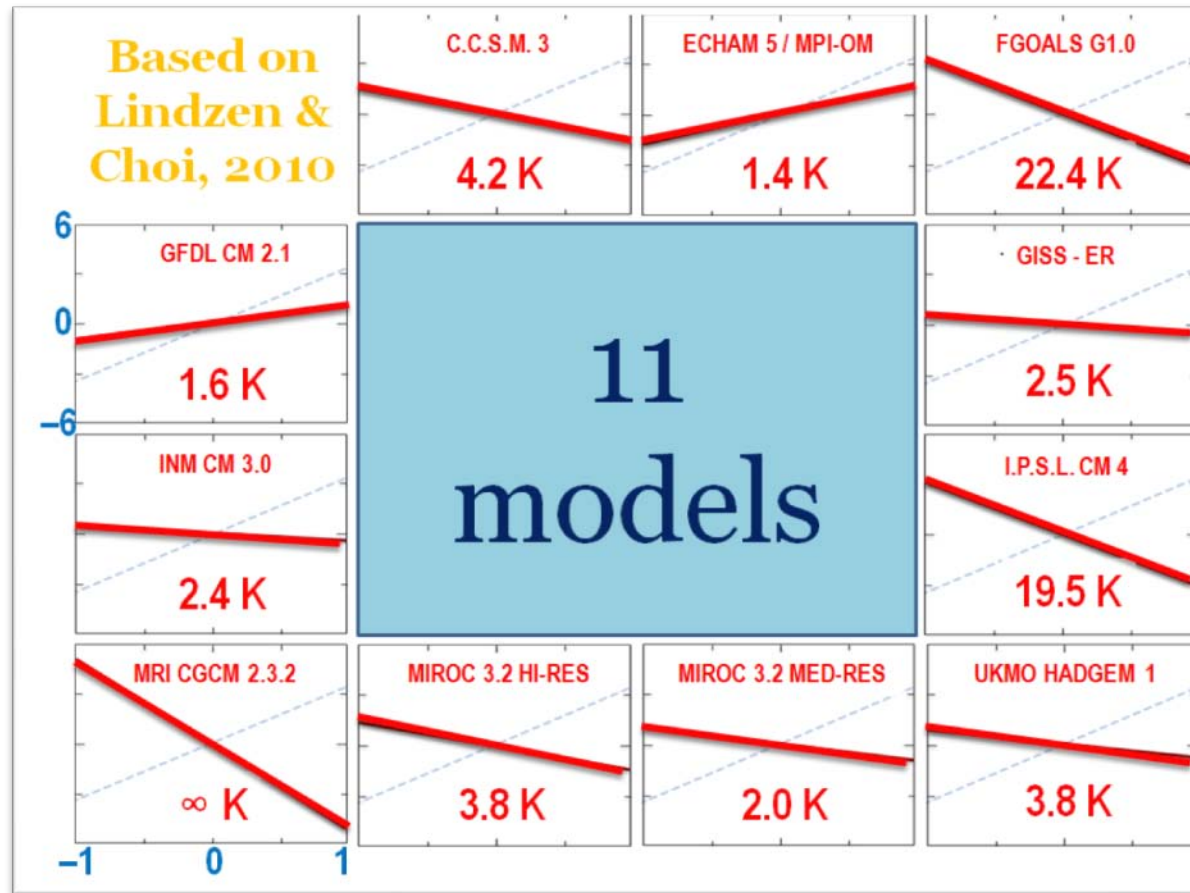 Based on
Lindzen &
Choi, 2010
C.C.S.M. 3
4.2 K
ECHAM 5 / MPI-OM
1.4 K
FGOALS G1.0
22.4 K
6
0
–6
GFDL CM 2.1
1.6 K
11
models
GISS - ER
2.5 K
INM CM 3.0
2.4 K
I.P.S.L. CM 4
19.5 K
MRI CGCM 2.3.2
∞ K
MIROC 3.2 HI-RES
3.8 K
MIROC 3.2 MED-RES
2.0 K
UKMO HADGEM 1
3.8 K
–1
0
1